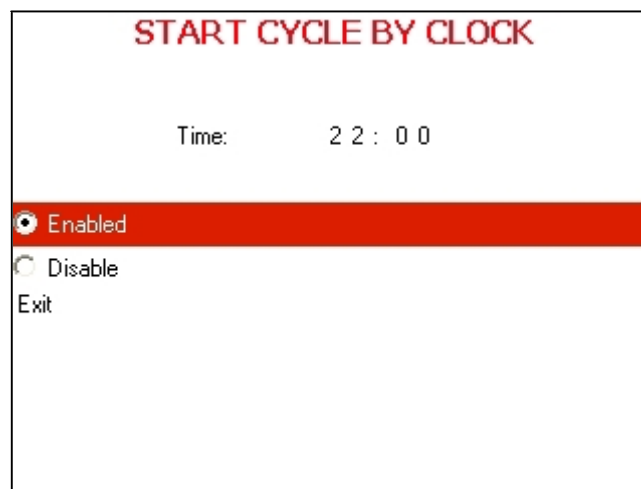 START CYCLE BY CLOCK
Time: 22:00
Enabled
Disable
Exit